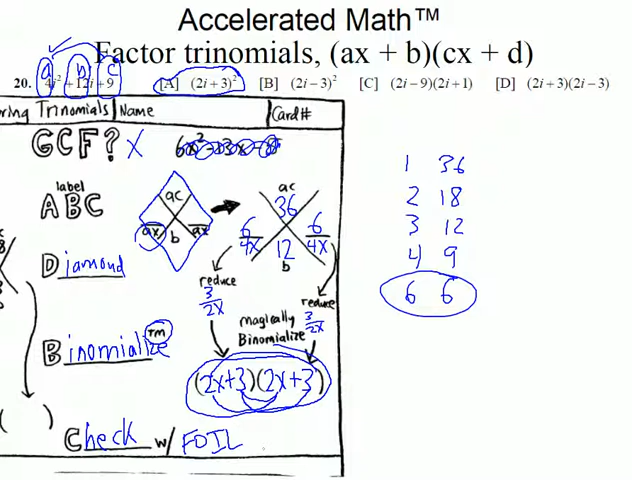 Accelerated Math™
Factor trinomials, (ax + b)(cx + d)
a b c
20. 4i² + 12i + 9 [A] (2i + 3)² [B] (2i − 3)² [C] (2i − 9)(2i + 1) [D] (2i + 3)(2i − 3)
ring Trinomials Name Card#
GCF? X
label
ABC
ac
ax ax
b
ac
36
6/4x 6/4x
12
b
Diamond
reduce
3/2x
reduce
3/2x
magically
Binomialize
Binomialize™
(2x+3)(2x+3)
( )
Check w/ FOIL
1 36
2 18
3 12
4 9
6 6